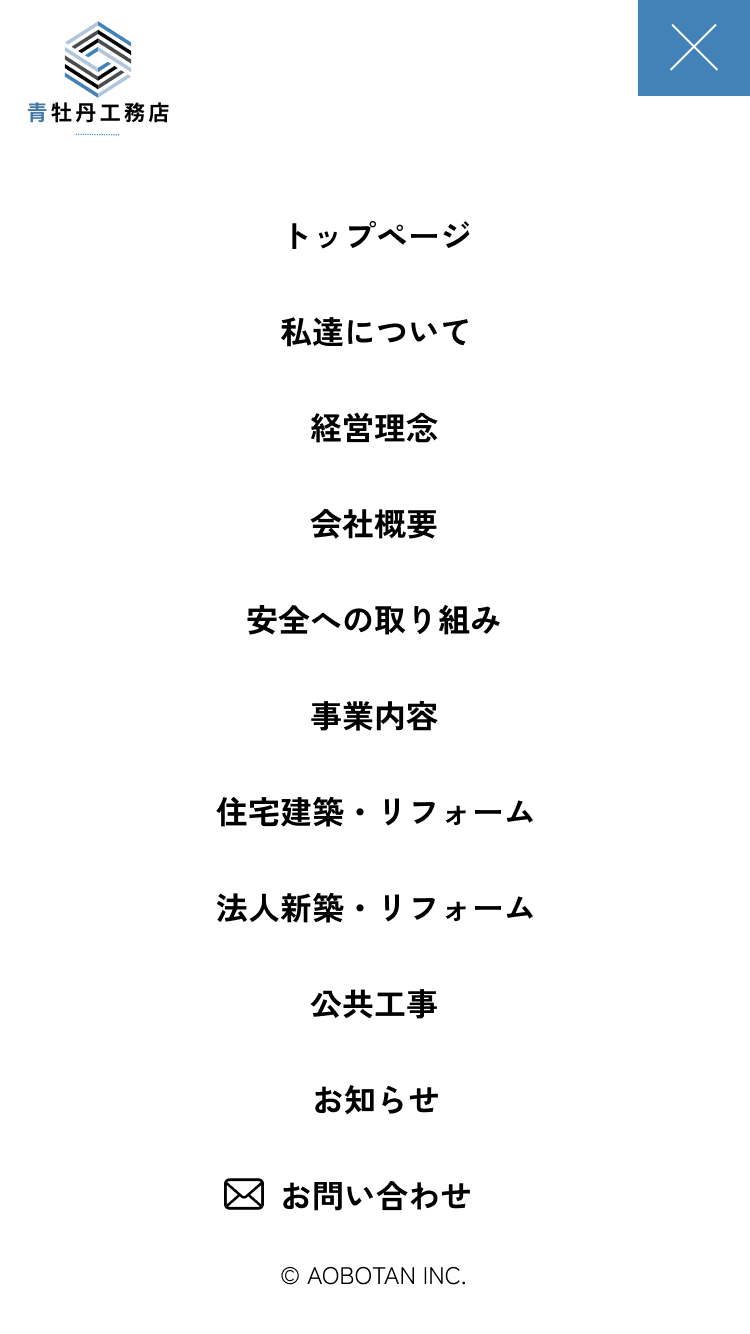 青牡丹工務店
トップページ
私達について
経営理念
会社概要
安全への取り組み
事業内容
住宅建築・リフォーム
法人新築・リフォーム
公共工事
お知らせ
お問い合わせ
© AOBOTAN INC.